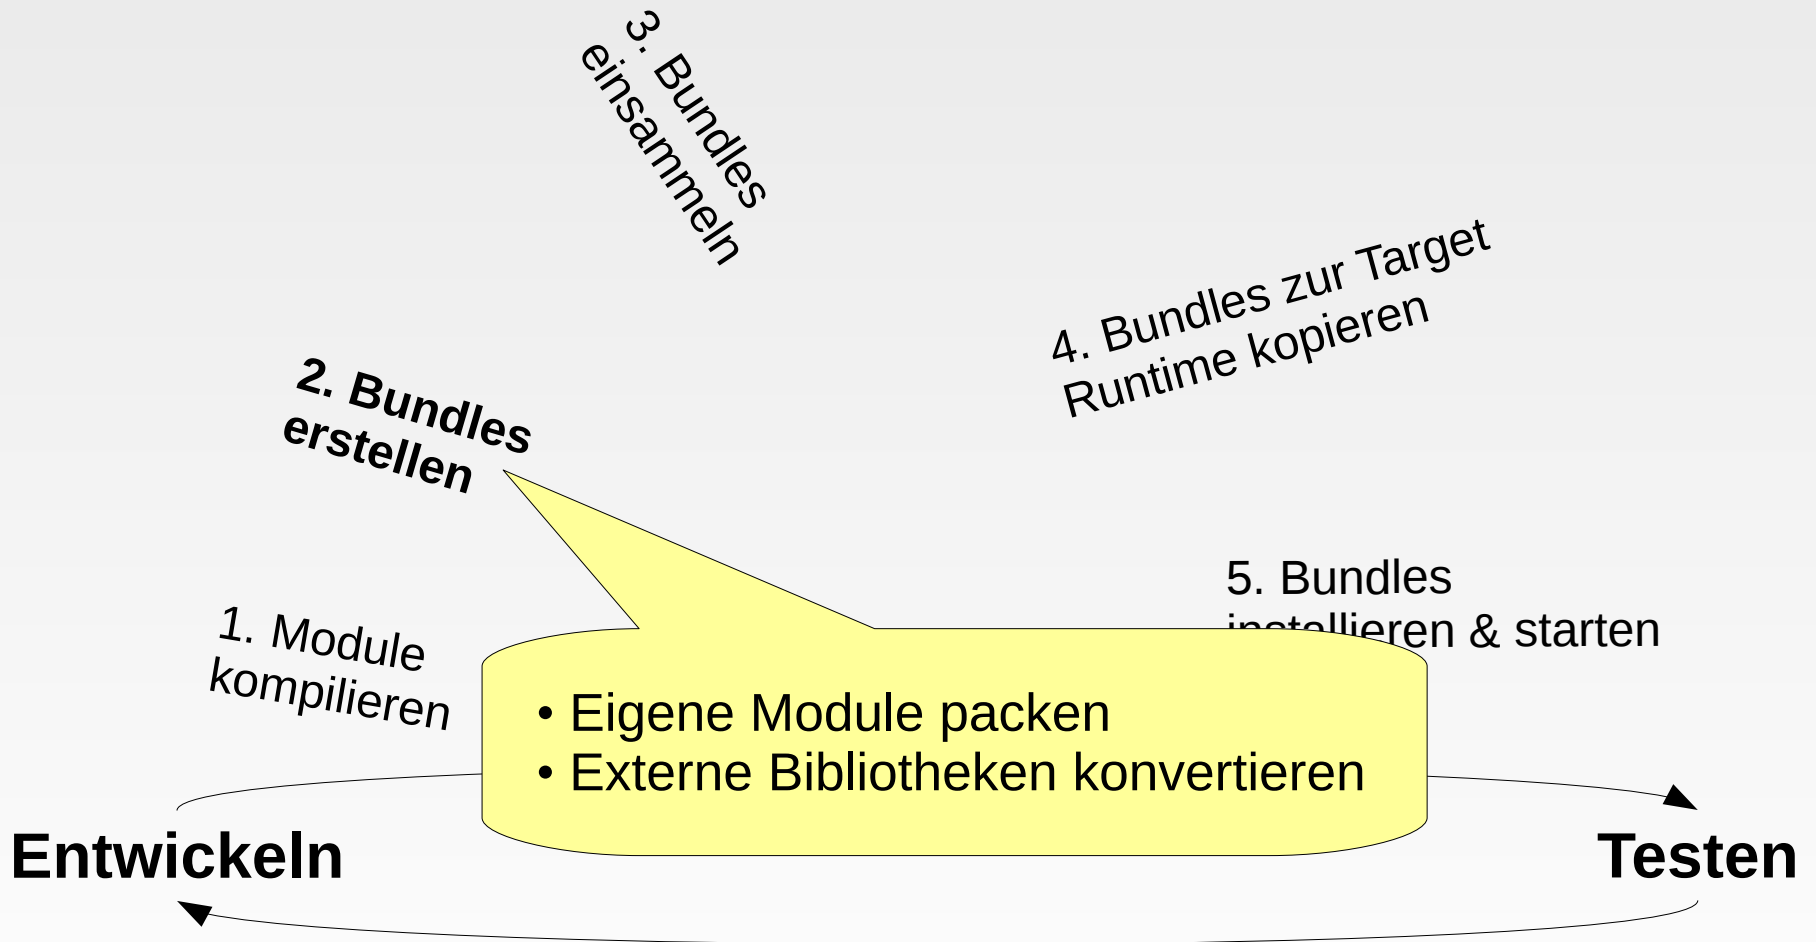 3. Bundles
einsammeln
4. Bundles zur Target
Runtime kopieren
2. Bundles
erstellen
5. Bundles
installieren & starten
1. Module
kompilieren
• Eigene Module packen
• Externe Bibliotheken konvertieren
Entwickeln
Testen